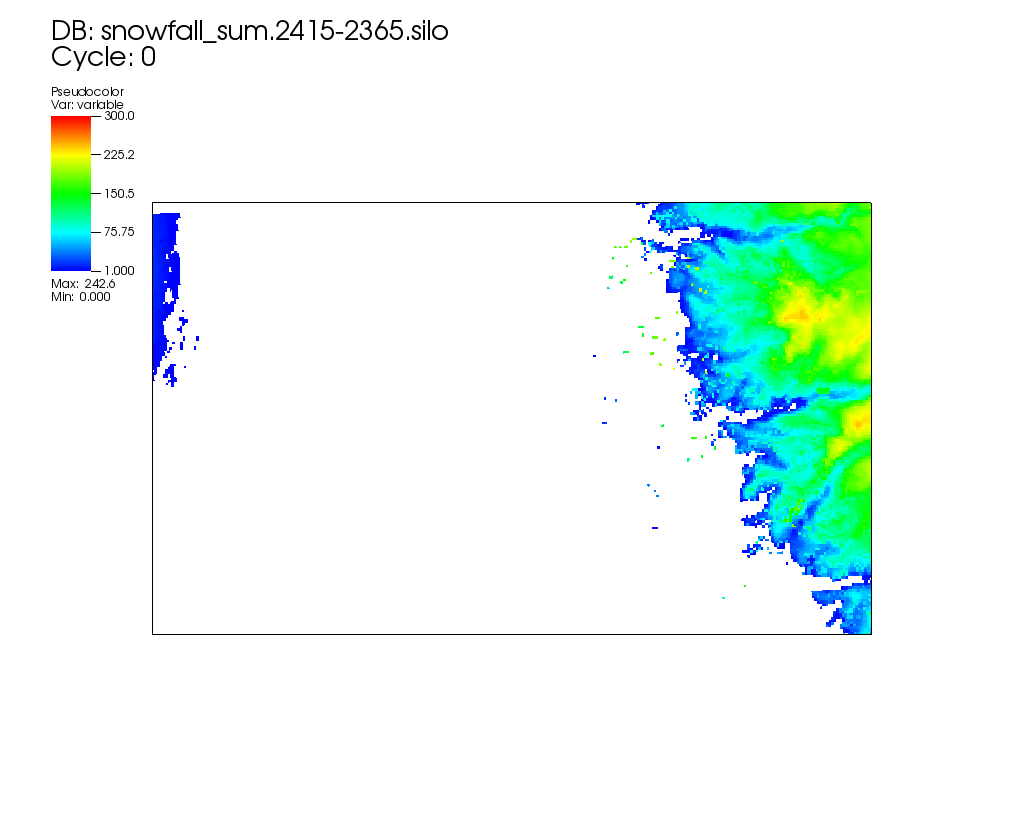 DB: snowfall_sum.2415-2365.silo
Cycle: 0
Pseudocolor
Var: variable
300.0
225.2
150.5
75.75
1.000
Max: 242.6
Min: 0.000